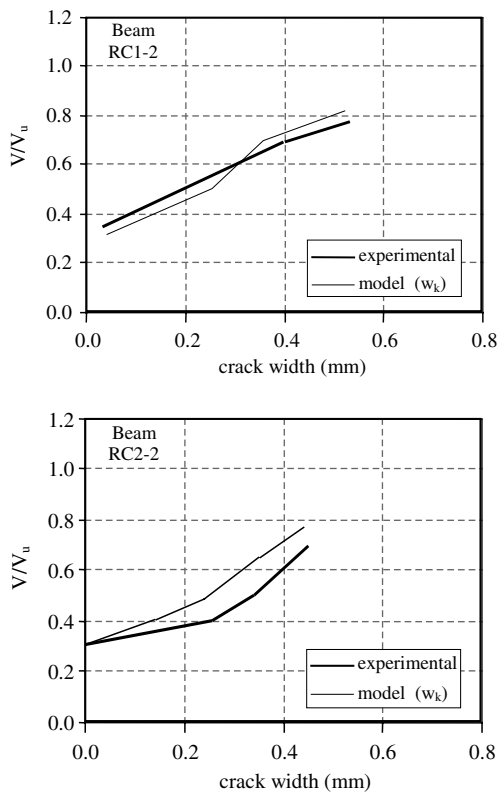 1.2
Beam
RC1-2
1.0
0.8
V/Vu
0.6
0.4
experimental
0.2
model (wk)
0.0
0.0 0.2 0.4 0.6 0.8
crack width (mm)
1.2
Beam
RC2-2
1.0
0.8
V/Vu
0.6
0.4
experimental
0.2
model (wk)
0.0
0.0 0.2 0.4 0.6 0.8
crack width (mm)